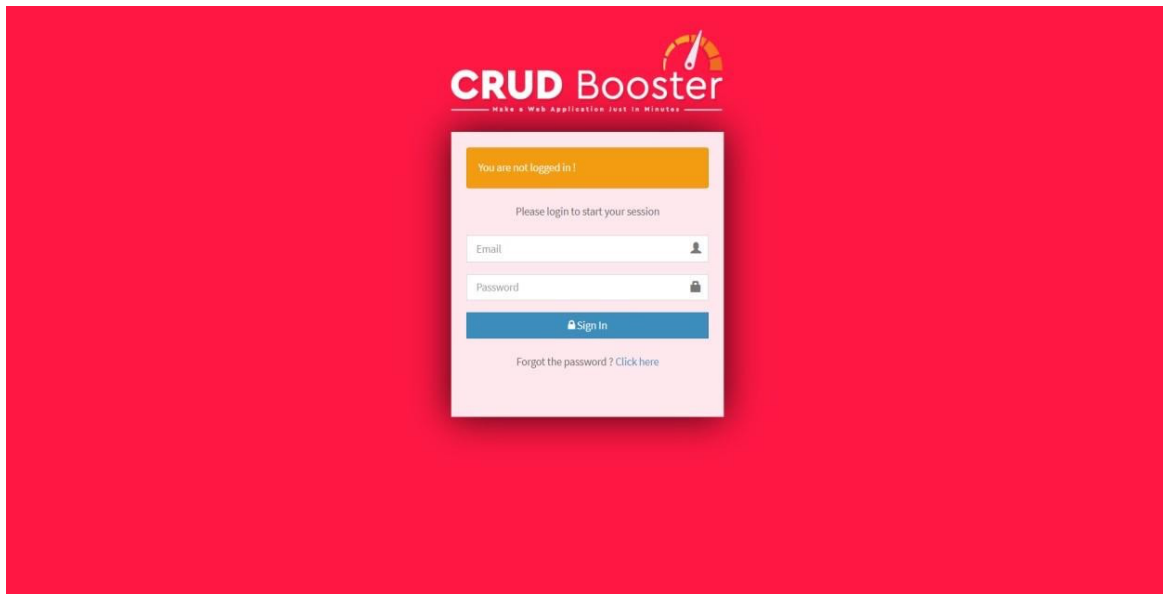 CRUD Booster
Make a Web Application Just In Minutes
You are not logged in !
Please login to start your session
Email
Password
Sign In
Forgot the password ? Click here